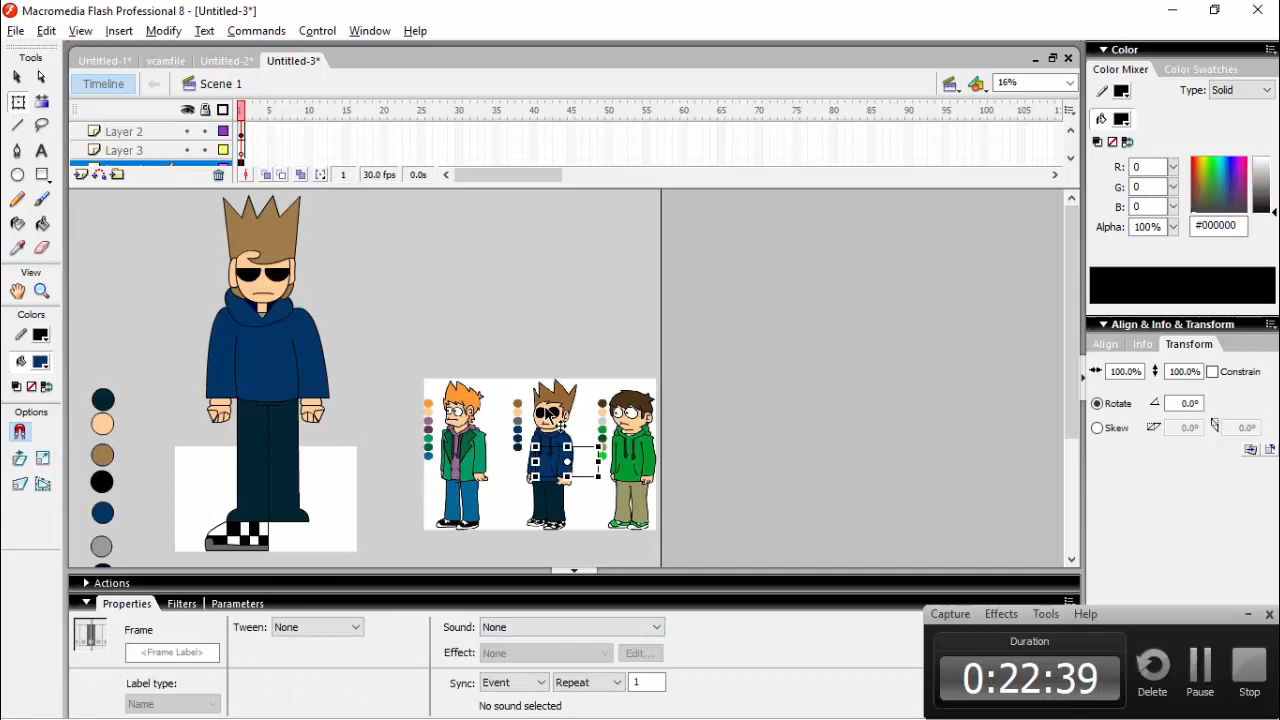 Macromedia Flash Professional 8 - [Untitled-3*]
File Edit View Insert Modify Text Commands Control Window Help
Tools
View
Colors
Options
Untitled-1* vcamfile Untitled-2* Untitled-3*
Timeline Scene 1 16%
5 10 15 20 25 30 35 40 45 50 55 60 65 70 75 80 85 90 95 100 105
Layer 2
Layer 3
1 30.0 fps 0.0s
Actions
Properties Filters Parameters
Frame
<Frame Label>
Label type:
Name
Tween: None
Sound: None
Effect: None Edit...
Sync: Event Repeat 1
No sound selected
Color
Color Mixer Color Swatches
Type: Solid
R: 0
G: 0
B: 0
Alpha: 100% #000000
Align & Info & Transform
Align Info Transform
100.0% 100.0% Constrain
Rotate 0.0°
Skew 0.0° 0.0°
Capture Effects Tools Help
Duration
0:22:39
Delete Pause Stop